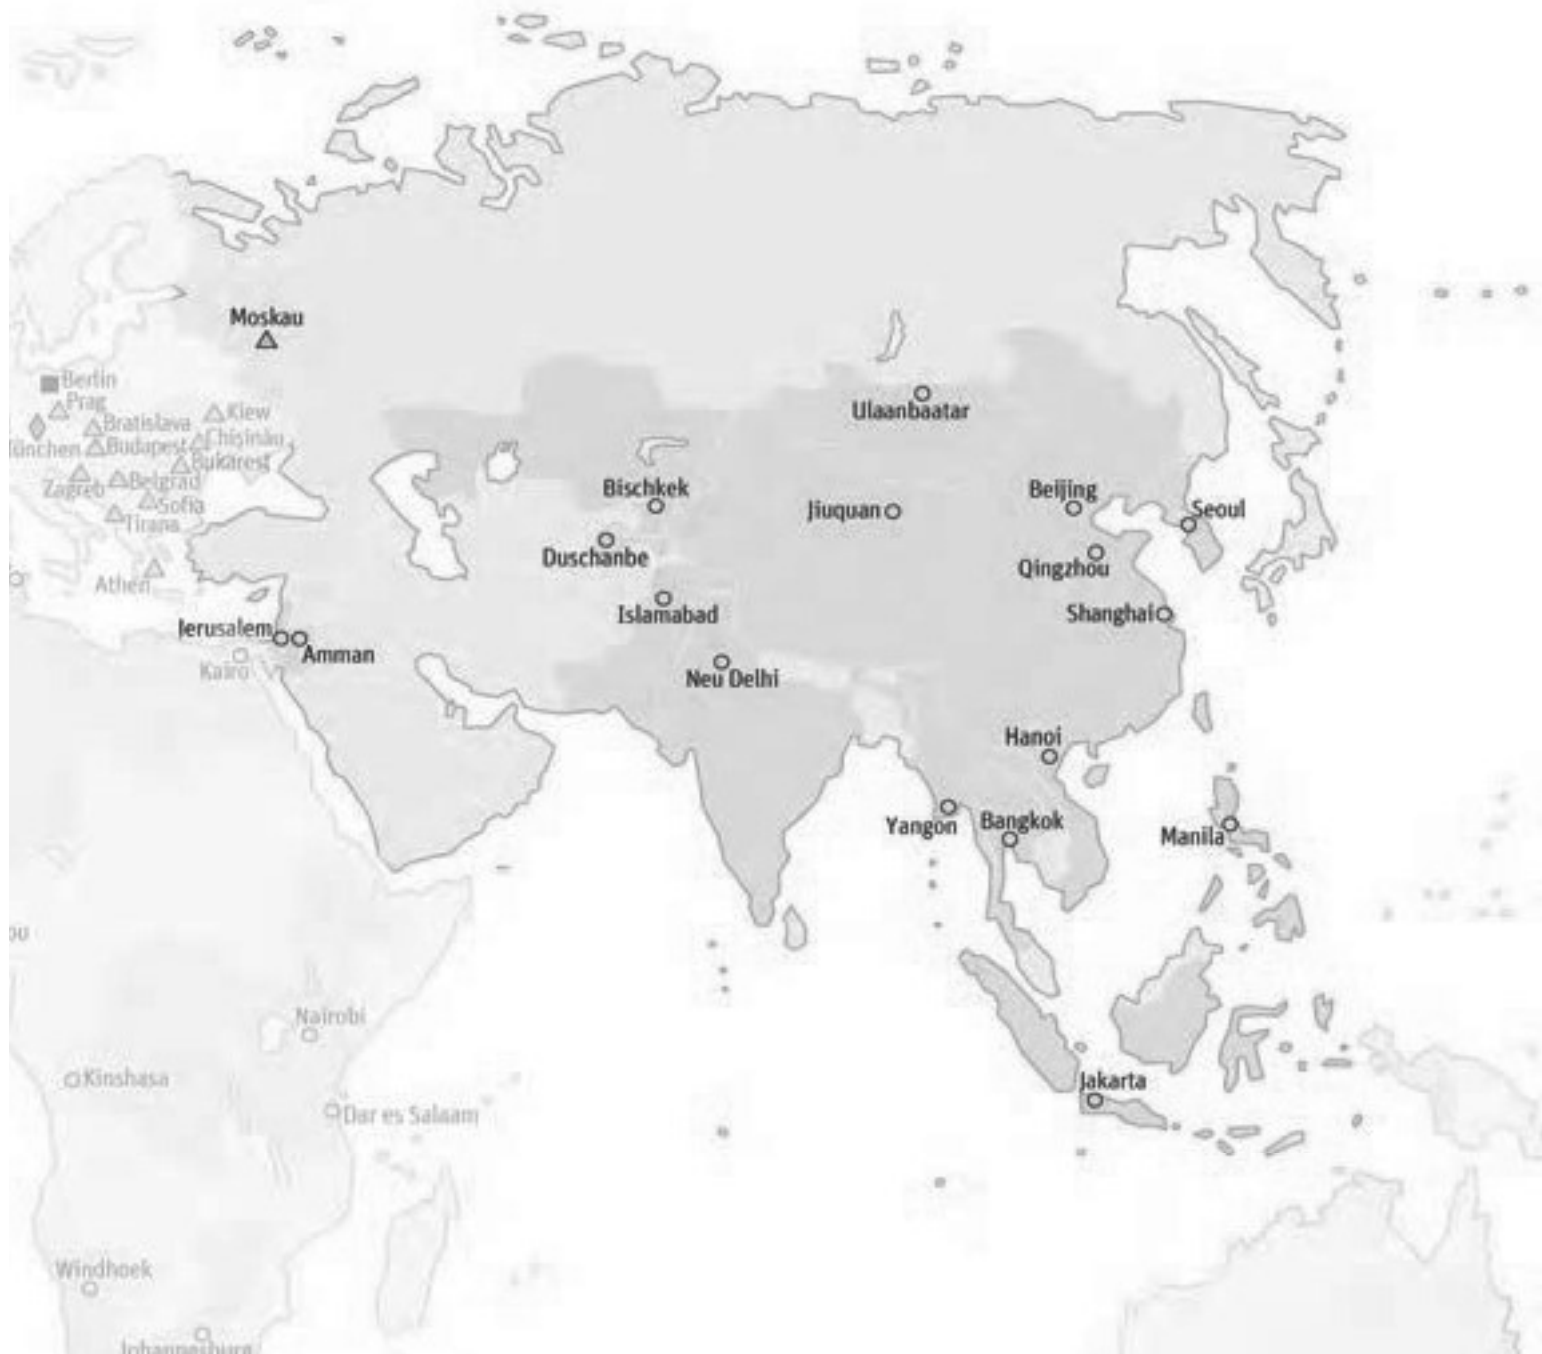 Moskau
Berlin
Prag
Bratislava
Kiew
Budapest
Chişinău
Bukarest
Zagreb
Belgrad
Sofia
Tirana
Athen
Ulaanbaatar
Bischkek
Jiuquan
Beijing
Seoul
Duschanbe
Qingzhou
Islamabad
Shanghai
Jerusalem
Amman
Kairo
Neu Delhi
Hanoi
Yangon
Bangkok
Manila
Nairobi
Kinshasa
Jakarta
Dar es Salaam
Windhoek
Johannesburg